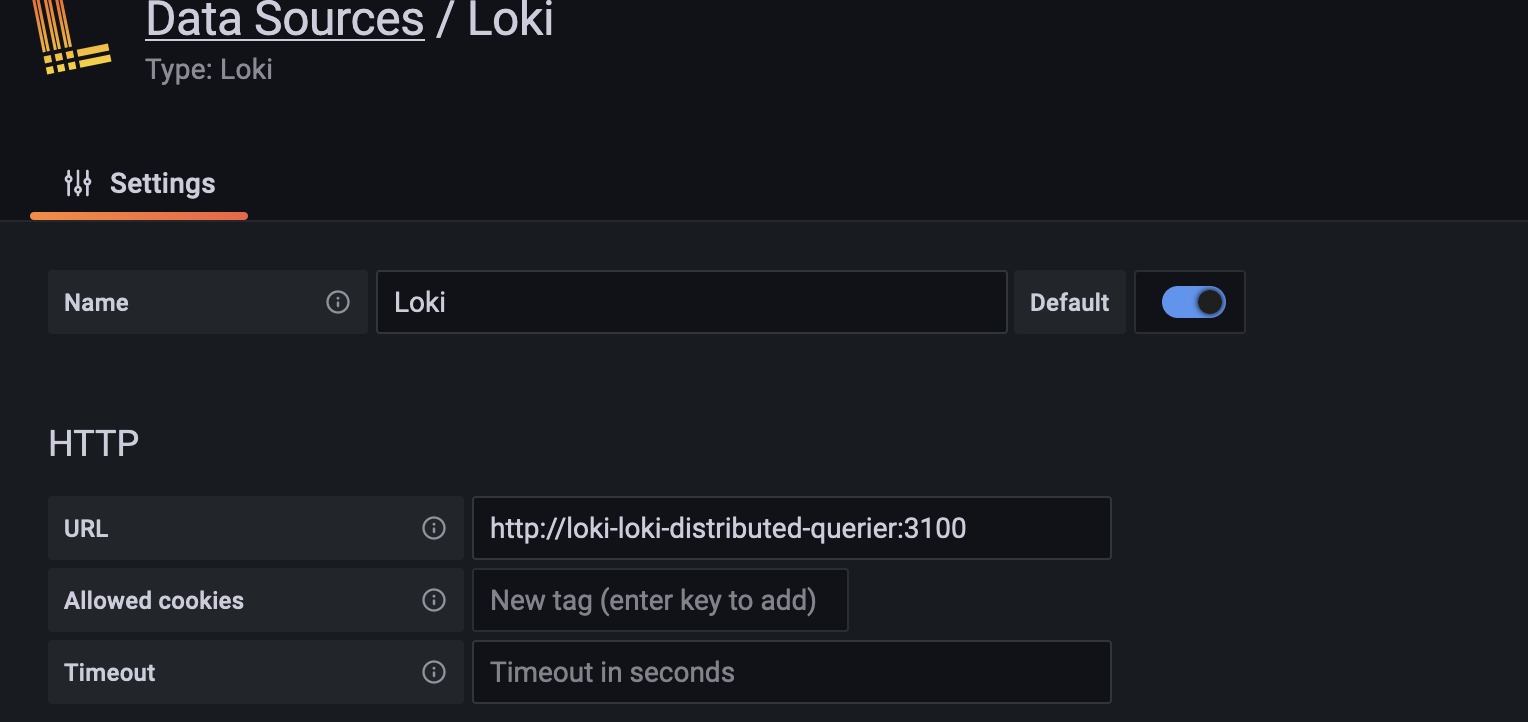 Data Sources / Loki
Type: Loki
Settings
Name
Loki
Default
HTTP
URL
http://loki-loki-distributed-querier:3100
Allowed cookies
New tag (enter key to add)
Timeout
Timeout in seconds